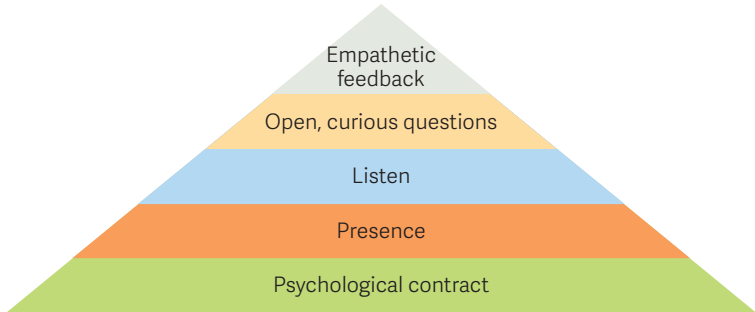 Empathetic
feedback
Open, curious questions
Listen
Presence
Psychological contract